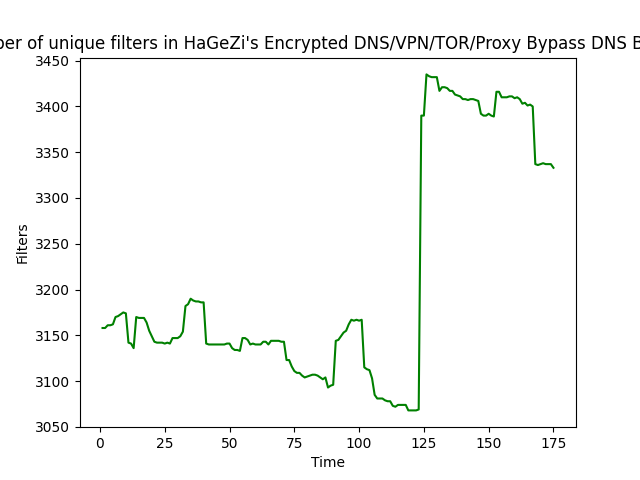 ber of unique filters in HaGeZi's Encrypted DNS/VPN/TOR/Proxy Bypass DNS B
3450
3400
3350
3300
3250
3200
3150
3100
3050
Filters
0 25 50 75 100 125 150 175
Time